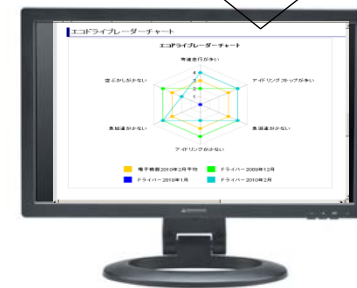 エコドライブレーダーチャート
エコドライブレーダーチャート
等速走行が多い
空ぶかしが少ない
アイドリングストップが多い
4
3
2
1
急加速が少ない
急減速が少ない
アイドリングが少ない
電子機器2010年2月平均
ドライバー2009年12月
ドライバー2010年1月
ドライバー2010年2月